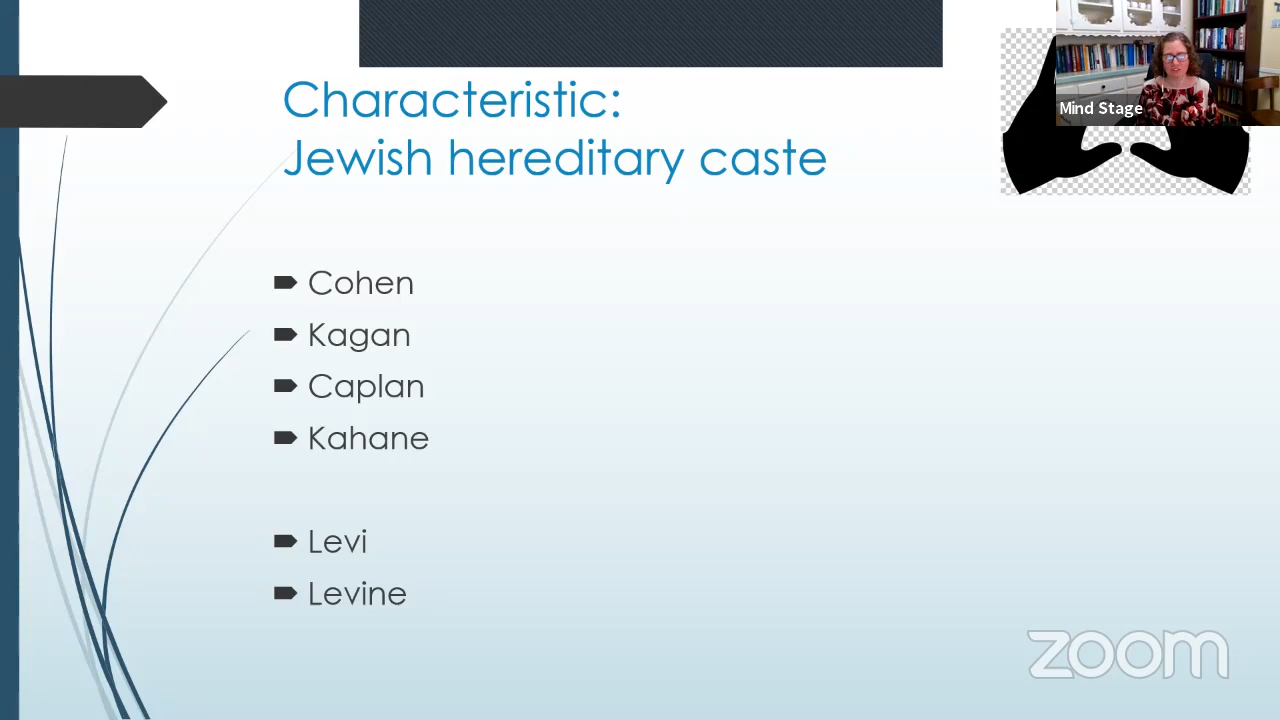 Characteristic:
Jewish hereditary caste
Mind Stage
Cohen
Kagan
Caplan
Kahane
Levi
Levine
zoom